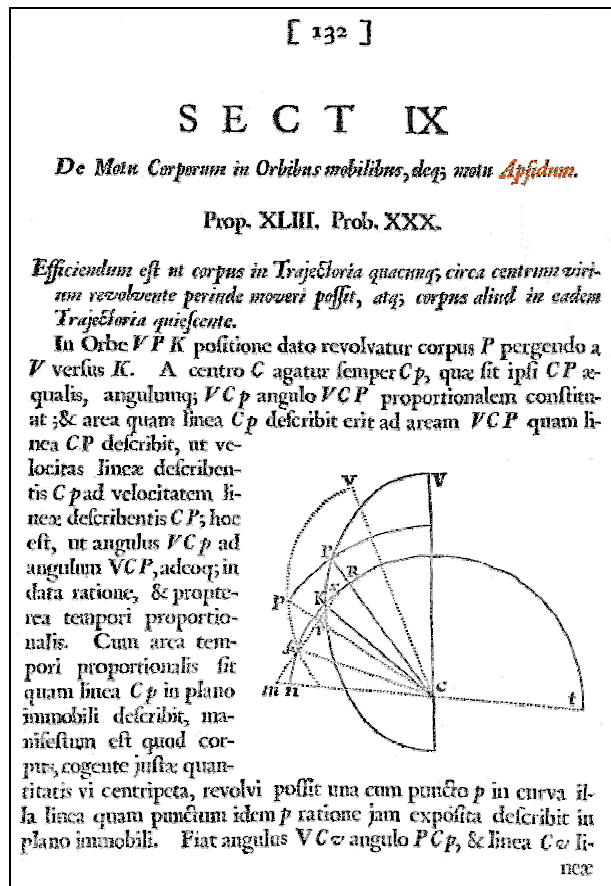 [ 132 ]
SECT IX
De Motu Corporum in Orbibus mobilibus, deq; motu Apsidum.
Prop. XLIII. Prob. XXX.
Efficiendum est ut corpus in Trajectoria quacunq; circa centrum viri-
um revolvente perinde moveri possit, atq; corpus aliud in eadem
Trajectoria quiescente.
In Orbe VPK positione dato revolvatur corpus P pergendo a
V versus K. A centro C agatur semper Cp, quæ sit ipsi CP æ-
qualis, angulumq; VCp angulo VCP proportionalem constitu-
at ; & area quam linea Cp describit erit ad aream VCP quam li-
nea CP describit, ut ve-
locitas lineæ describen-
tis Cp ad velocitatem li-
neæ describentis CP; hoc
est, ut angulus VCp ad
angulum VCP, adeoq; in
data ratione, & propte-
rea tempori proportio-
nalis. Cum area tem-
pori proportionalis sit
quam linea Cp in plano
immobili describit, ma-
nifestum est quod cor-
pus, cogente justæ quan-
titatis vi centripeta, revolvi possit una cum puncto p in curva il-
la linea quam punctum idem p ratione jam exposita describit in
plano immobili. Fiat angulus VCv angulo PCp, & linea Cv li-
neæ
v V
P
R
p K
m n
C
t